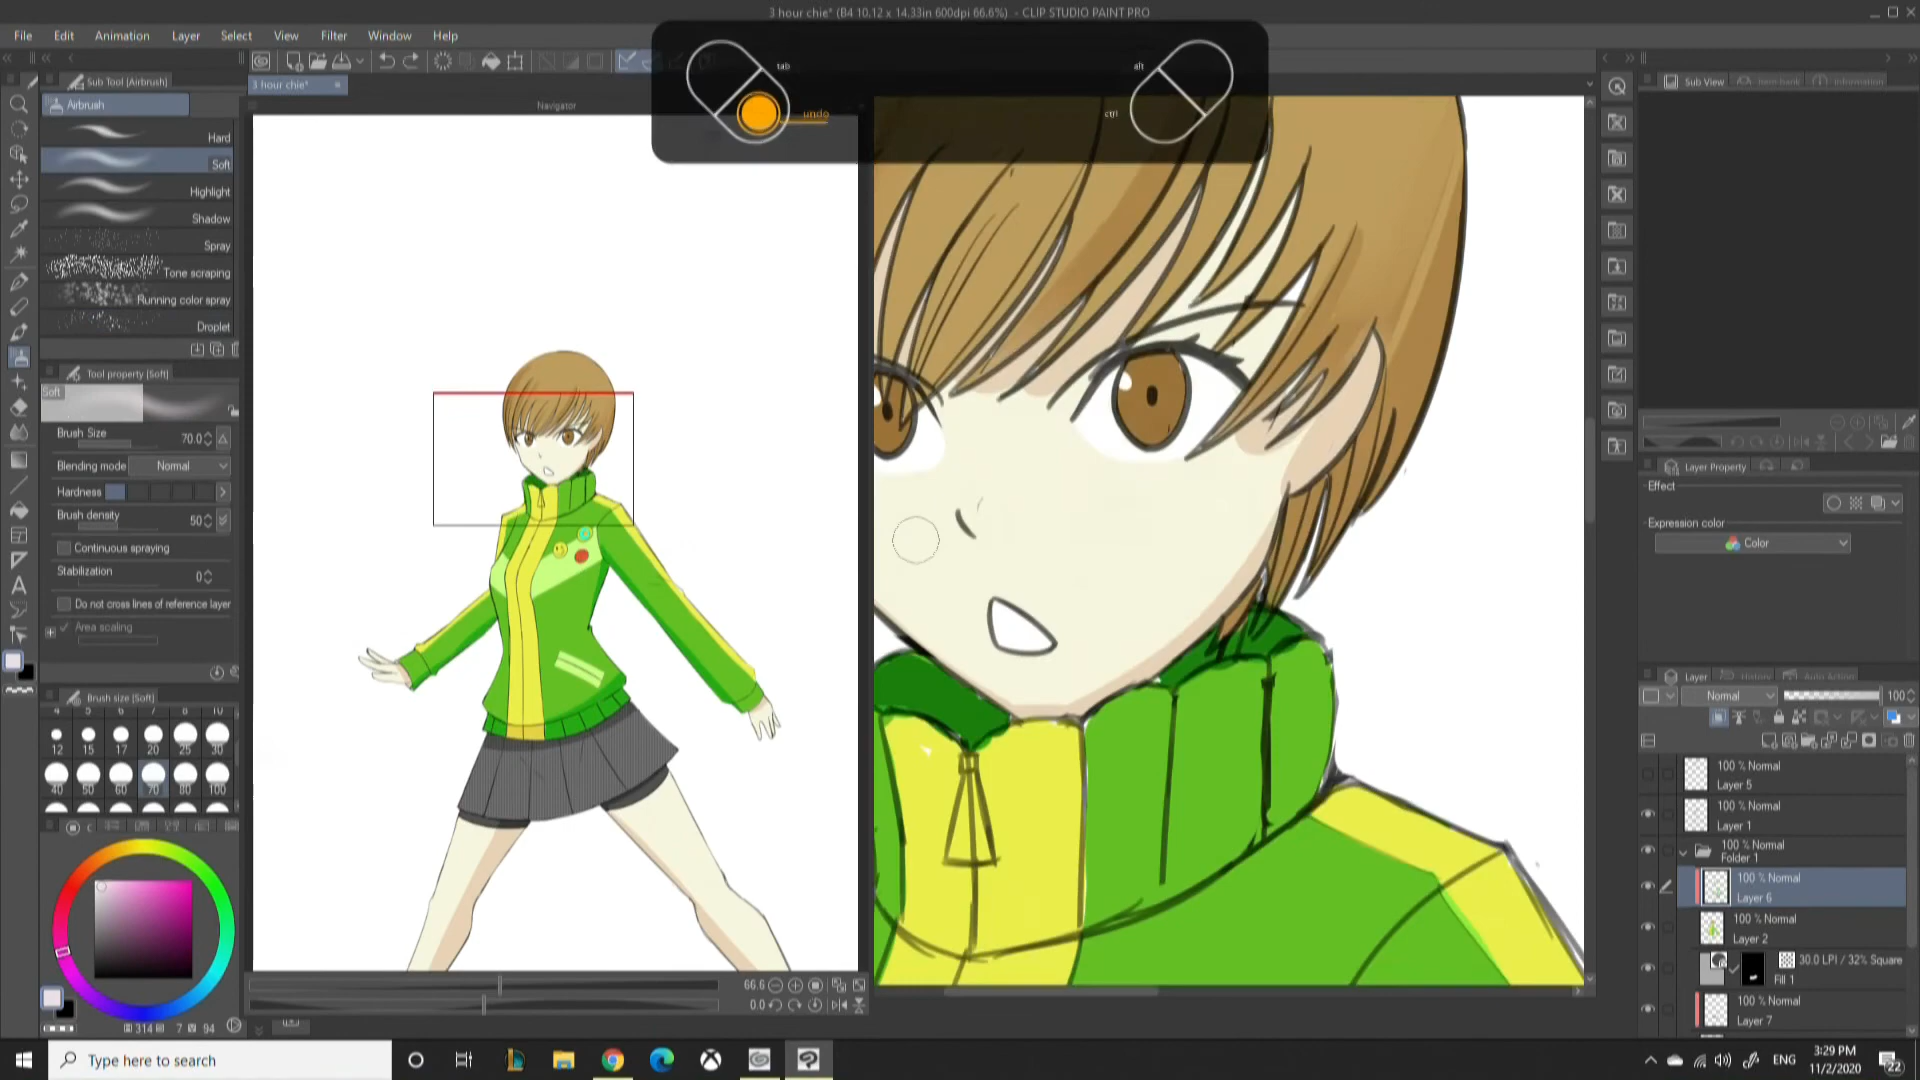 3 hour chie* (B4 10.12 x 14.33in 600dpi 66.6%) - CLIP STUDIO PAINT PRO
File Edit Animation Layer Select View Filter Window Help
tab
undo
alt
ctrl
Sub Tool [Airbrush]
Airbrush
Hard
Soft
Highlight
Shadow
Spray
Tone scraping
Running color spray
Droplet
Tool property [Soft]
Soft
Brush Size 70.0
Blending mode Normal
Hardness
Brush density 50
Continuous spraying
Stabilization 0
Do not cross lines of reference layer
Area scaling
Brush size [Soft]
4 5 6 7 8 10
12 15 17 20 25 30
40 50 60 70 80 100
314 7 94
3 hour chie*
Navigator
66.6
0.0
Sub View Item bank Information
Layer Property
Effect
Expression color
Color
Layer History Auto Action
Normal 100
100 % Normal
Layer 5
100 % Normal
Layer 1
100 % Normal
Folder 1
100 % Normal
Layer 6
100 % Normal
Layer 2
30.0 LPI / 32% Square
Fill 1
100 % Normal
Layer 7
Type here to search
ENG
3:29 PM
11/2/2020
22